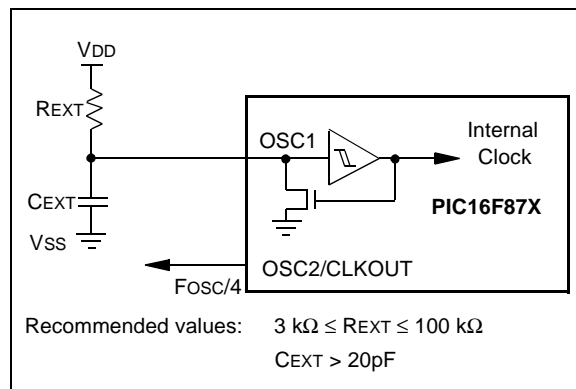 VDD
REXT
OSC1
Internal
Clock
CEXT
PIC16F87X
VSS
OSC2/CLKOUT
FOSC/4
Recommended values: 3 kΩ ≤ REXT ≤ 100 kΩ
CEXT > 20pF